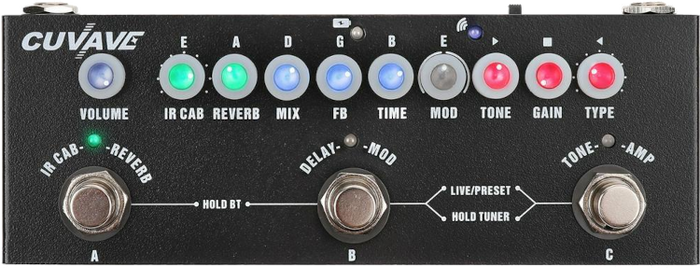 CUVAVE
E A D G B E
VOLUME IR CAB REVERB MIX FB TIME MOD TONE GAIN TYPE
IR CAB- -REVERB DELAY- -MOD TONE- -AMP
HOLD BT
LIVE/PRESET
HOLD TUNER
A B C